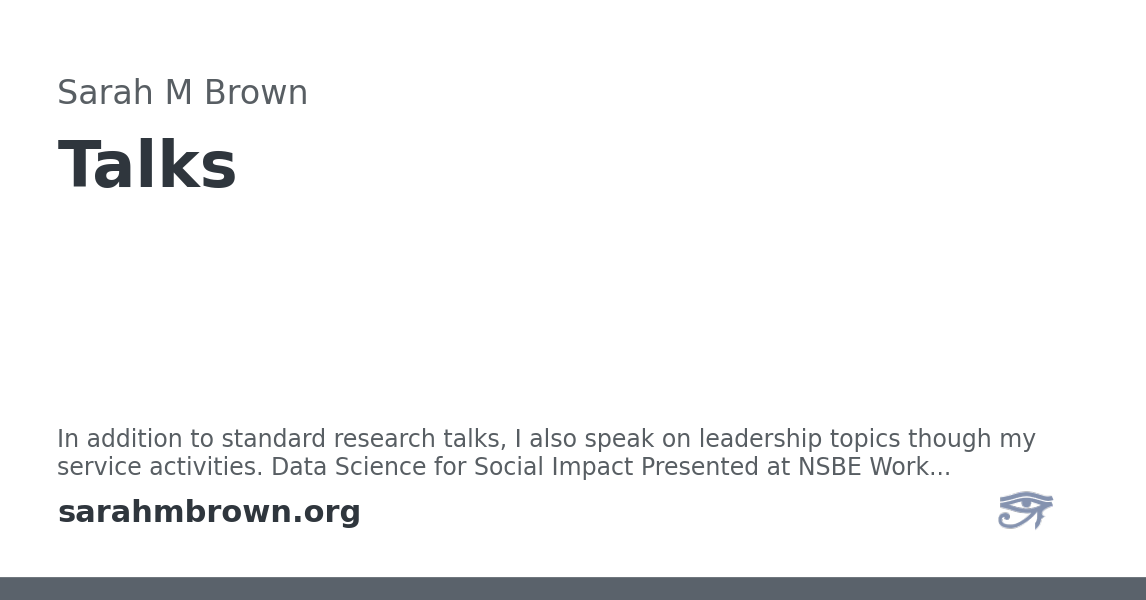 Sarah M Brown
Talks
In addition to standard research talks, I also speak on leadership topics though my
service activities. Data Science for Social Impact Presented at NSBE Work...
sarahmbrown.org